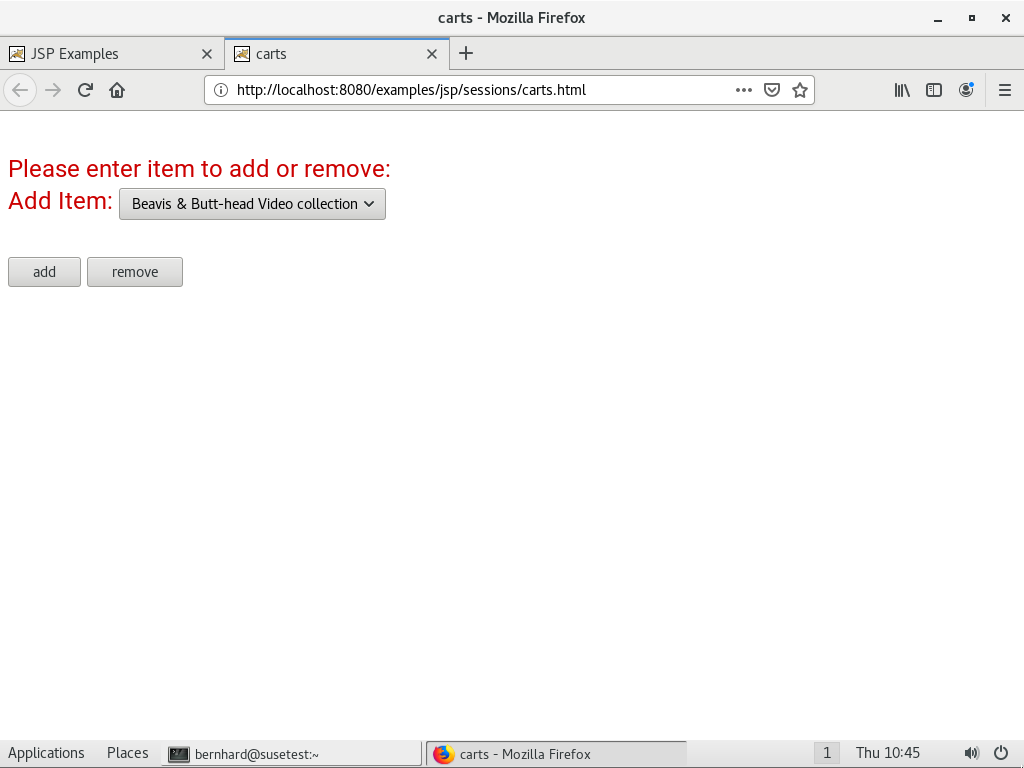 carts - Mozilla Firefox
JSP Examples
carts
http://localhost:8080/examples/jsp/sessions/carts.html
Please enter item to add or remove:
Add Item: Beavis & Butt-head Video collection
add remove
Applications Places bernhard@susetest:~ carts - Mozilla Firefox 1 Thu 10:45